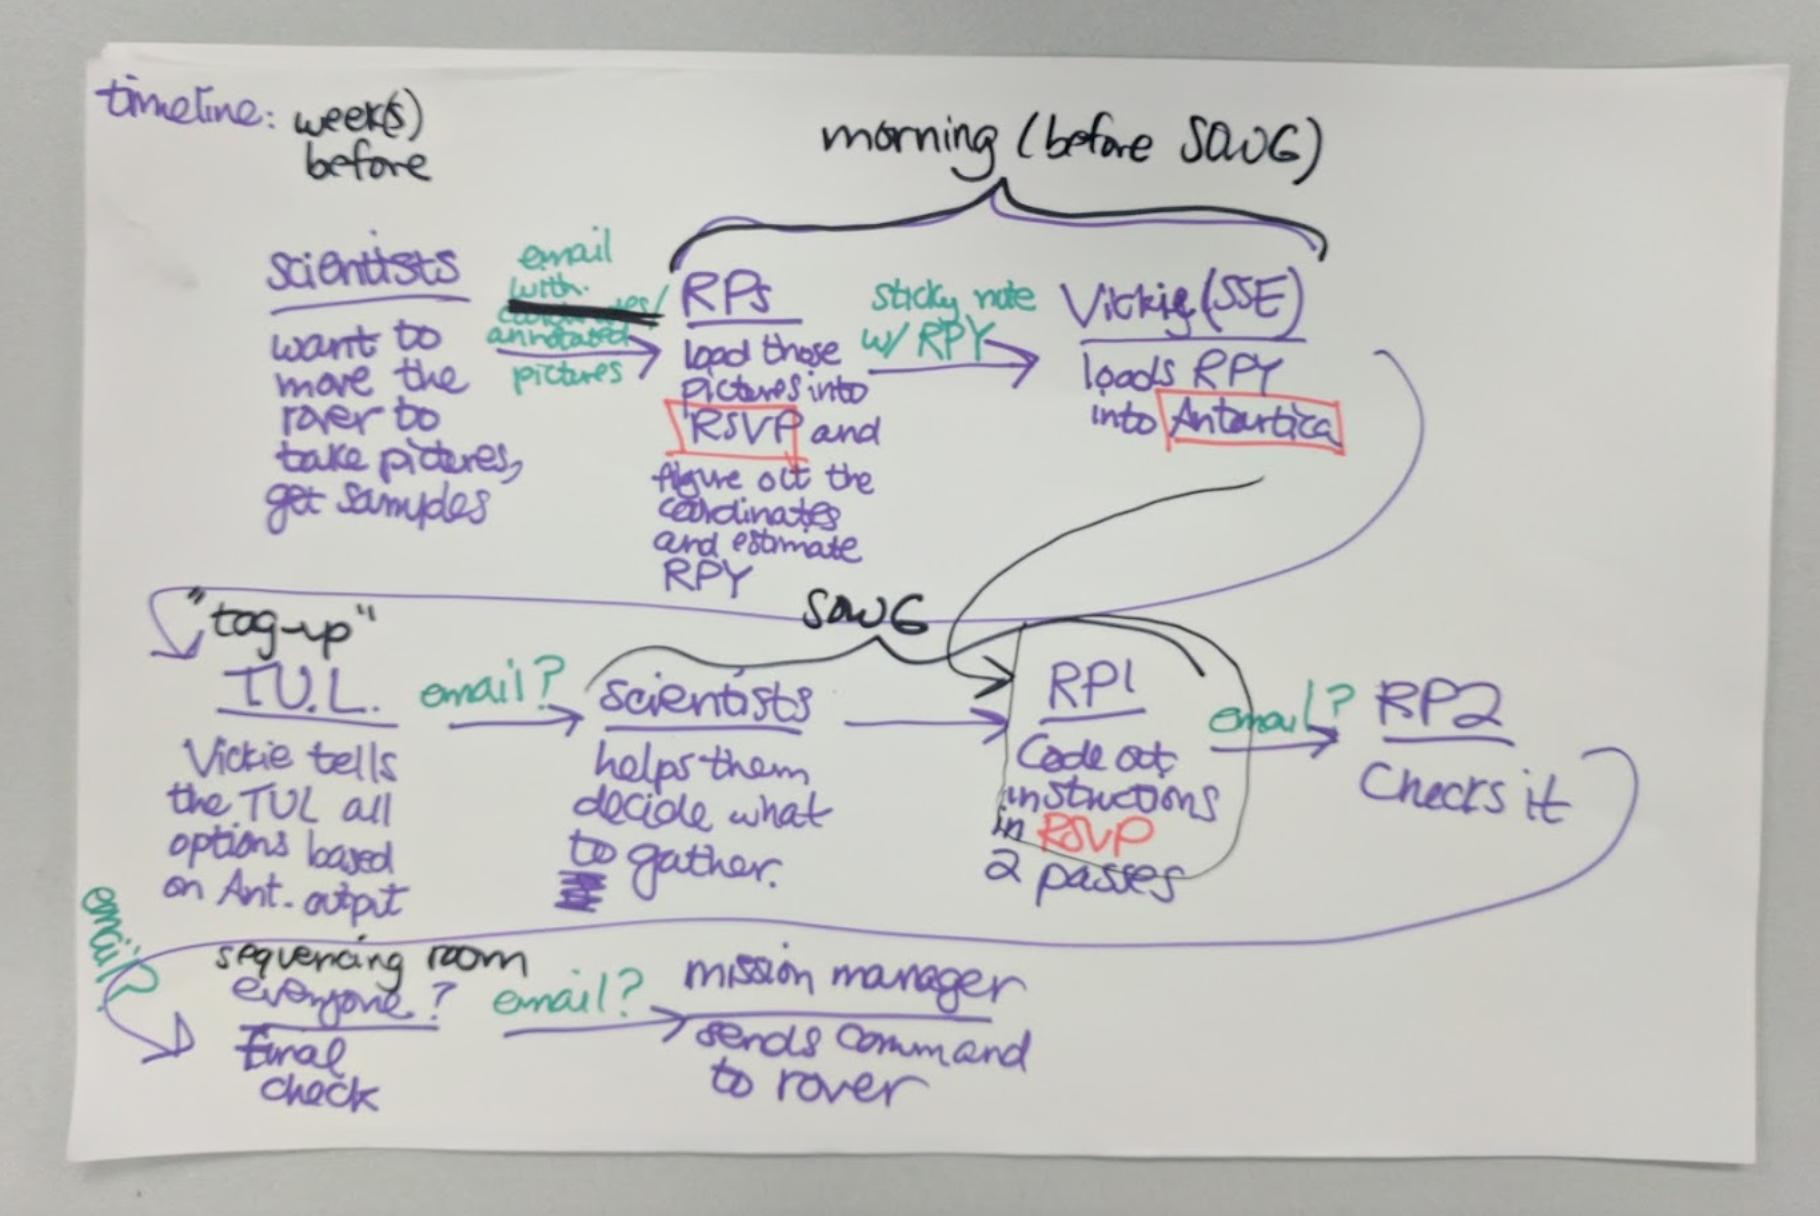 timeline: week(s)
before
morning (before SOWG)
scientists
want to
move the
rover to
take pictures,
get samples
email
with
annotated
pictures
RPs
load those
pictures into
RSVP and
figure out the
coordinates
and estimate
RPY
sticky note
w/ RPY
Vickie (SSE)
loads RPY
into Antartica
"tag-up"
T.U.L.
Vickie tells
the TUL all
options based
on Ant. output
email?
SOWG
scientists
helps them
decide what
to gather.
RP1
Code out
instructions
in RSVP
2 passes
email?
RP2
Checks it
email?
sequencing room
everyone?
final
check
email?
mission manager
sends command
to rover